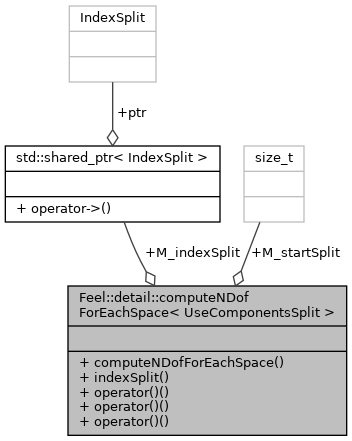 IndexSplit
+ptr
std::shared_ptr< IndexSplit >
+ operator->()
size_t
+M_indexSplit
+M_startSplit
Feel::detail::computeNDof
ForEachSpace< UseComponentsSplit >
+ computeNDofForEachSpace()
+ indexSplit()
+ operator()()
+ operator()()
+ operator()()